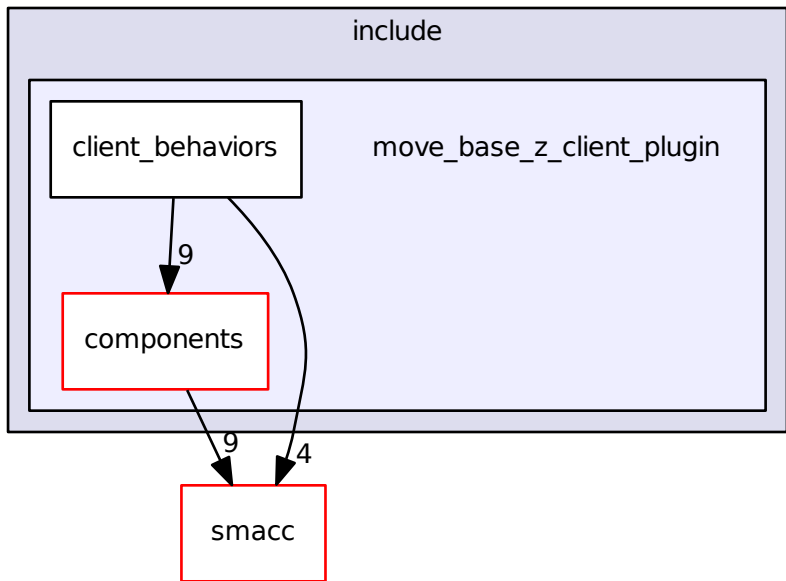 include
client_behaviors
move_base_z_client_plugin
9
components
9
4
smacc